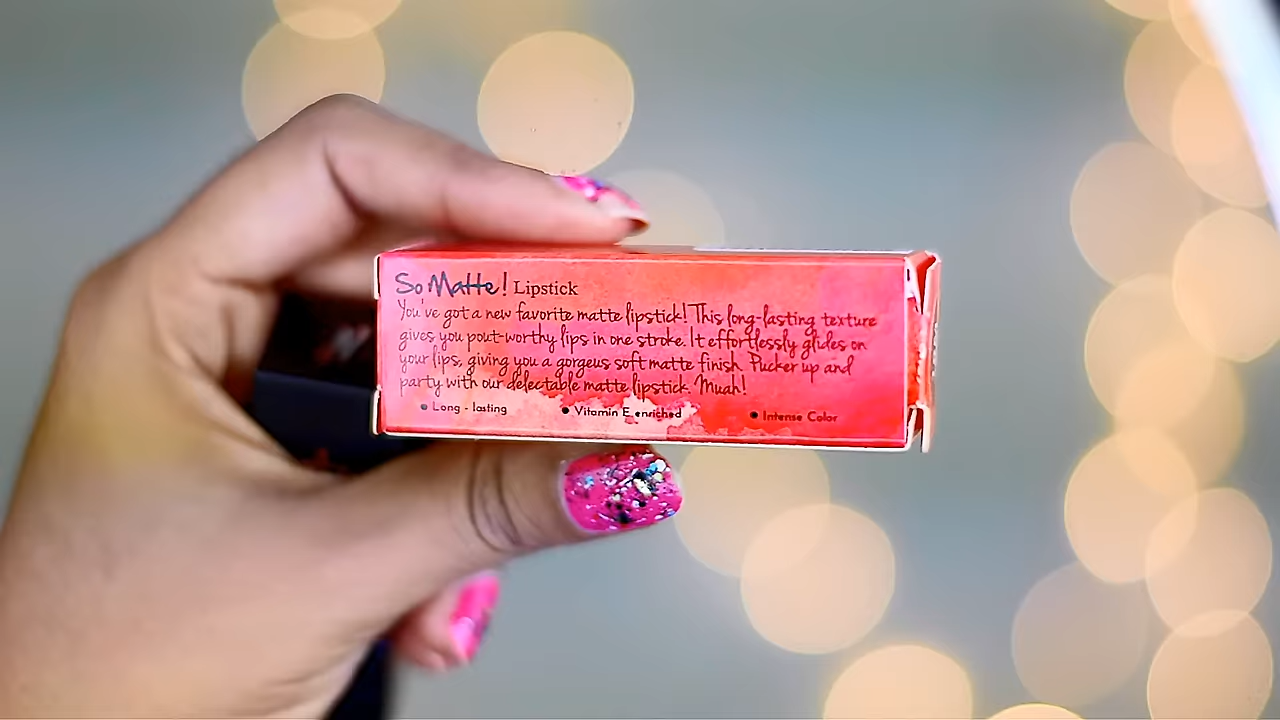 So Matte! Lipstick
You've got a new favorite matte lipstick! This long-lasting texture
gives you pout-worthy lips in one stroke. It effortlessly glides on
your lips, giving you a gorgeus soft matte finish. Pucker up and
party with our delectable matte lipstick. Muah!
• Long - lasting • Vitamin E enriched • Intense Color